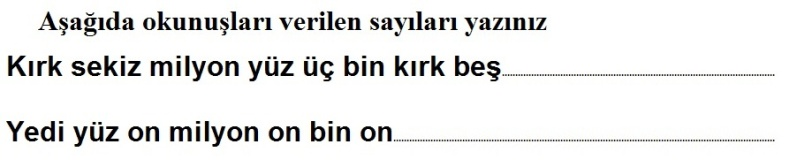 Aşağıda okunuşları verilen sayıları yazınız
Kırk sekiz milyon yüz üç bin kırk beş....................................................
Yedi yüz on milyon on bin on....................................................